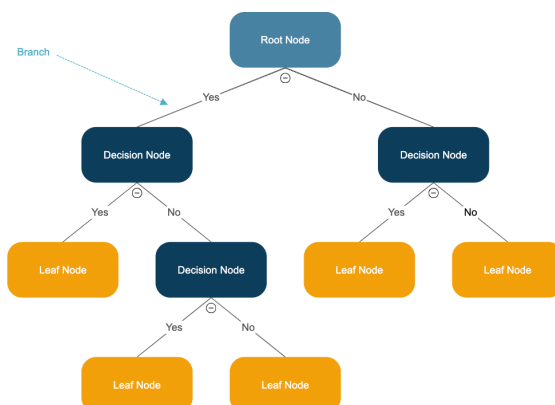 Root Node
Branch
Yes
No
Decision Node
Decision Node
Yes
No
Yes
No
Leaf Node
Decision Node
Leaf Node
Leaf Node
Yes
No
Leaf Node
Leaf Node